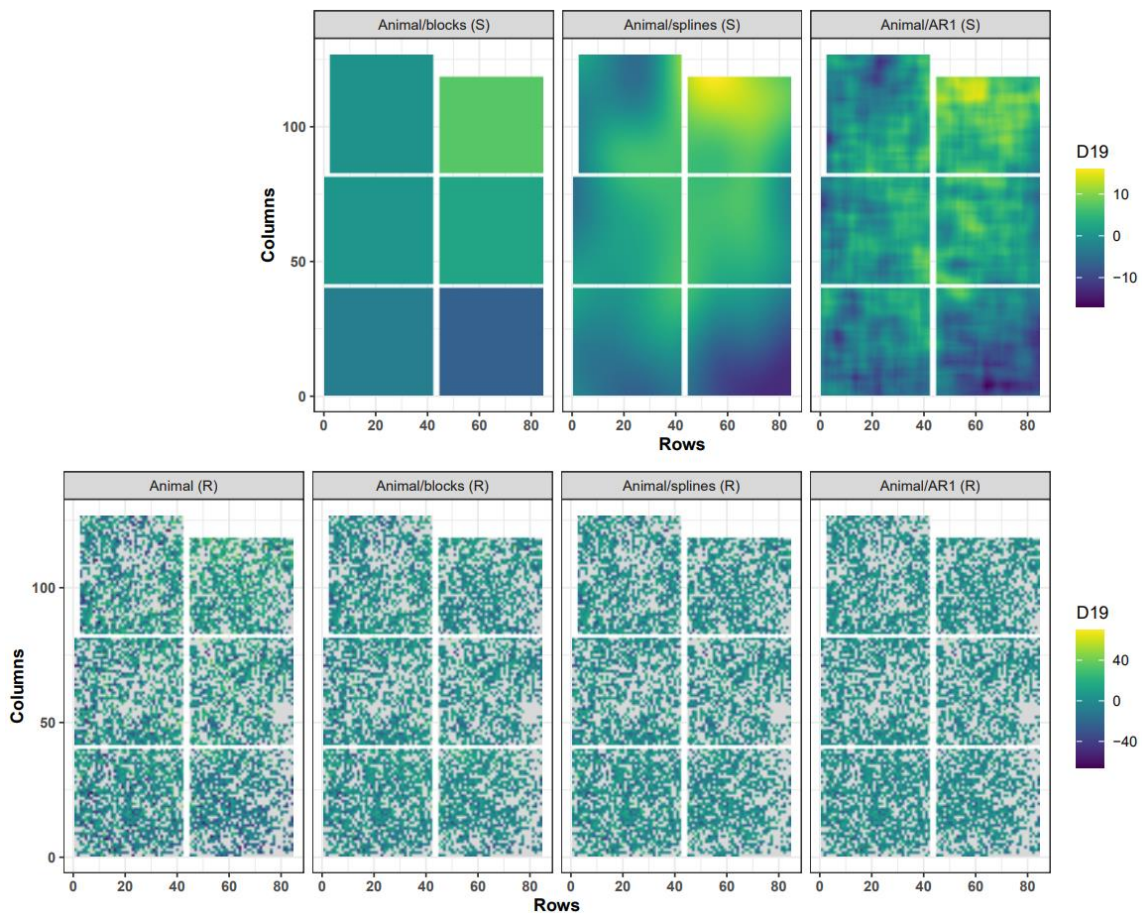 Animal/blocks (S) Animal/splines (S) Animal/AR1 (S)
100
50
0
Columns
0 20 40 60 80 0 20 40 60 80 0 20 40 60 80
Rows
D19
10
0
−10
Animal (R) Animal/blocks (R) Animal/splines (R) Animal/AR1 (R)
100
50
0
Columns
0 20 40 60 80 0 20 40 60 80 0 20 40 60 80 0 20 40 60 80
Rows
D19
40
0
−40